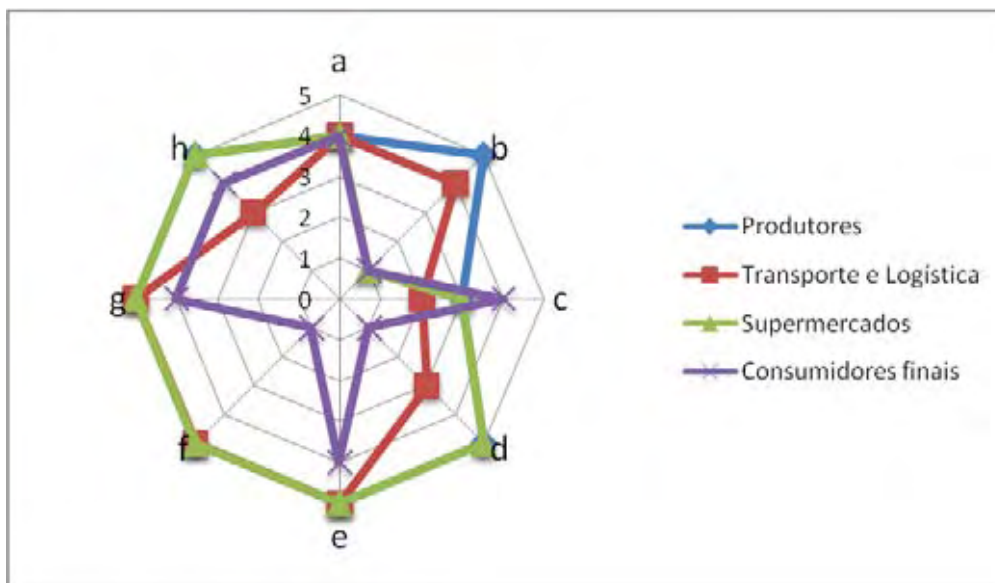 a
5
h
4
b
3
2
1
g
0
c
f
d
e
Produtores
Transporte e Logística
Supermercados
Consumidores finais